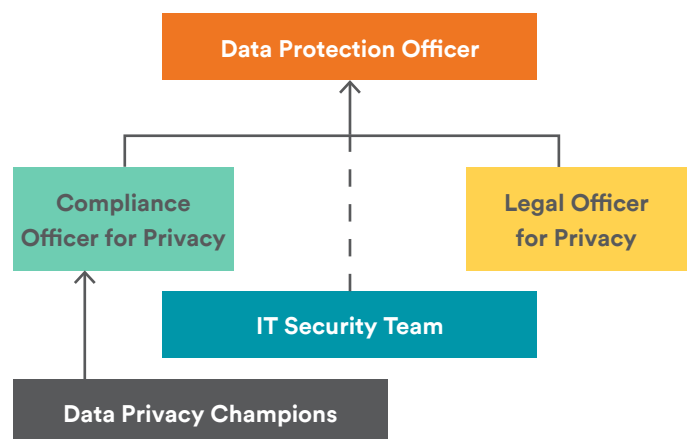 Data Protection Officer
Compliance
Officer for Privacy
Legal Officer
for Privacy
IT Security Team
Data Privacy Champions